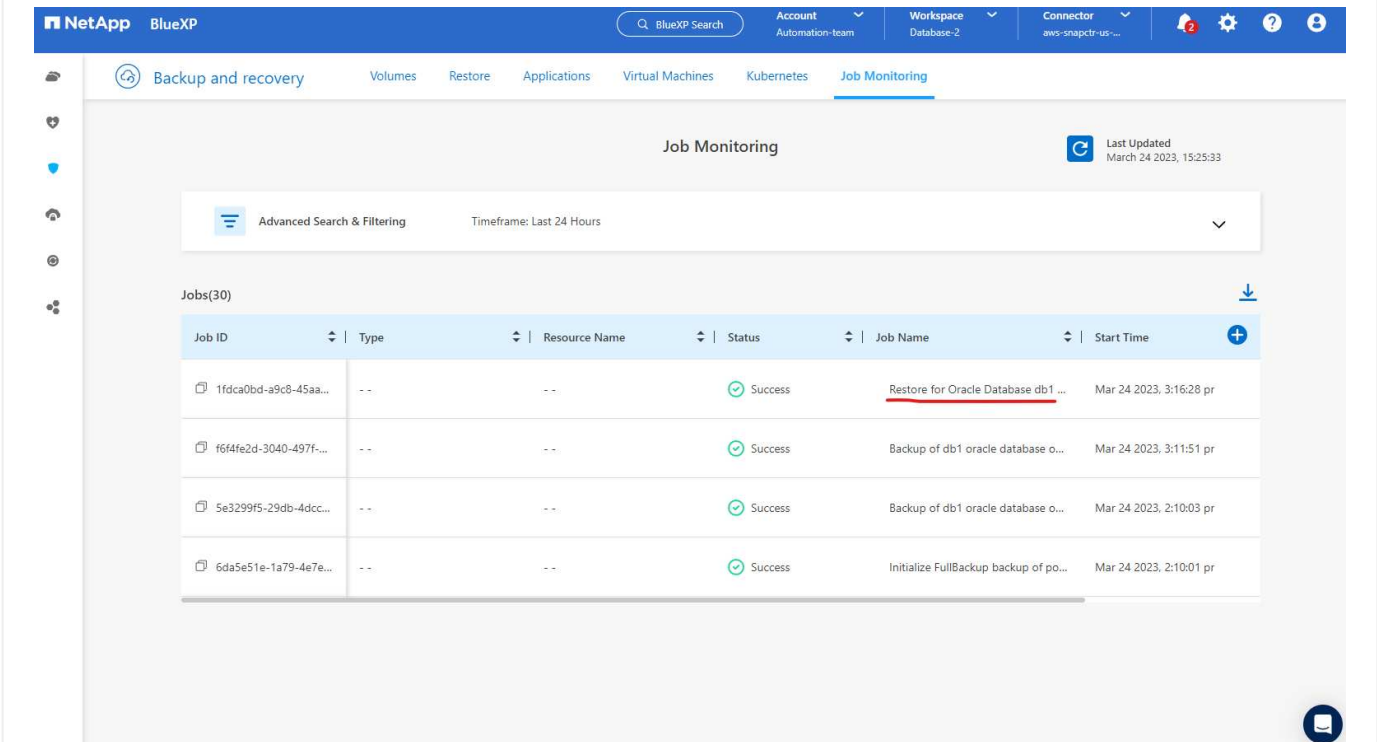 NetApp BlueXP BlueXP Search Account Automation-team Workspace Database-2 Connector aws-snapctr-us-... 2
Backup and recovery Volumes Restore Applications Virtual Machines Kubernetes Job Monitoring
Job Monitoring
Last Updated
March 24 2023, 15:25:33
Advanced Search & Filtering Timeframe: Last 24 Hours
Jobs(30)
Job ID Type Resource Name Status Job Name Start Time
1fdca0bd-a9c8-45aa... - - - - Success Restore for Oracle Database db1 ... Mar 24 2023, 3:16:28 pr
f6f4fe2d-3040-497f-... - - - - Success Backup of db1 oracle database o... Mar 24 2023, 3:11:51 pr
5e3299f5-29db-4dcc... - - - - Success Backup of db1 oracle database o... Mar 24 2023, 2:10:03 pr
6da5e51e-1a79-4e7e... - - - - Success Initialize FullBackup backup of po... Mar 24 2023, 2:10:01 pr